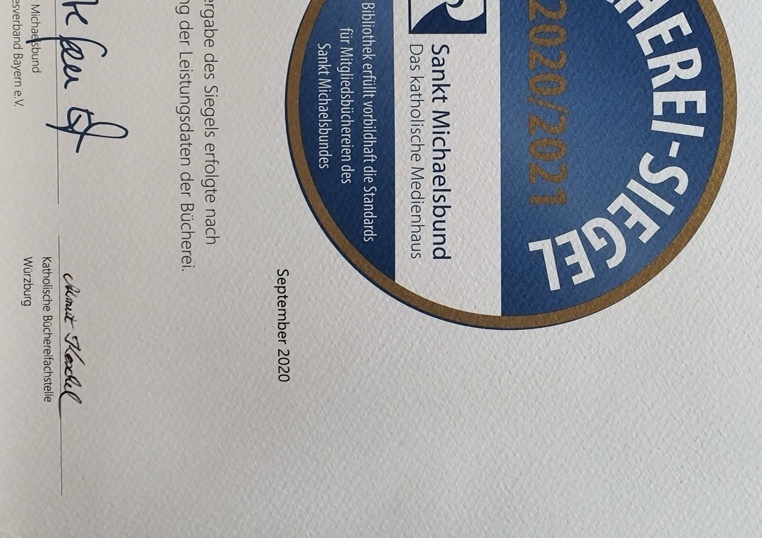 HEREI-SIEGEL
2020/2021
Sankt Michaelsbund
Das katholische Medienhaus
Bibliothek erfüllt vorbildhaft die Standards
für Mitgliedsbüchereien des
Sankt Michaelsbundes
September 2020
ergabe des Siegels erfolgte nach
ng der Leistungsdaten der Bücherei.
Michaelsbund
esverband Bayern e.V.
Katholische Büchereifachstelle
Würzburg